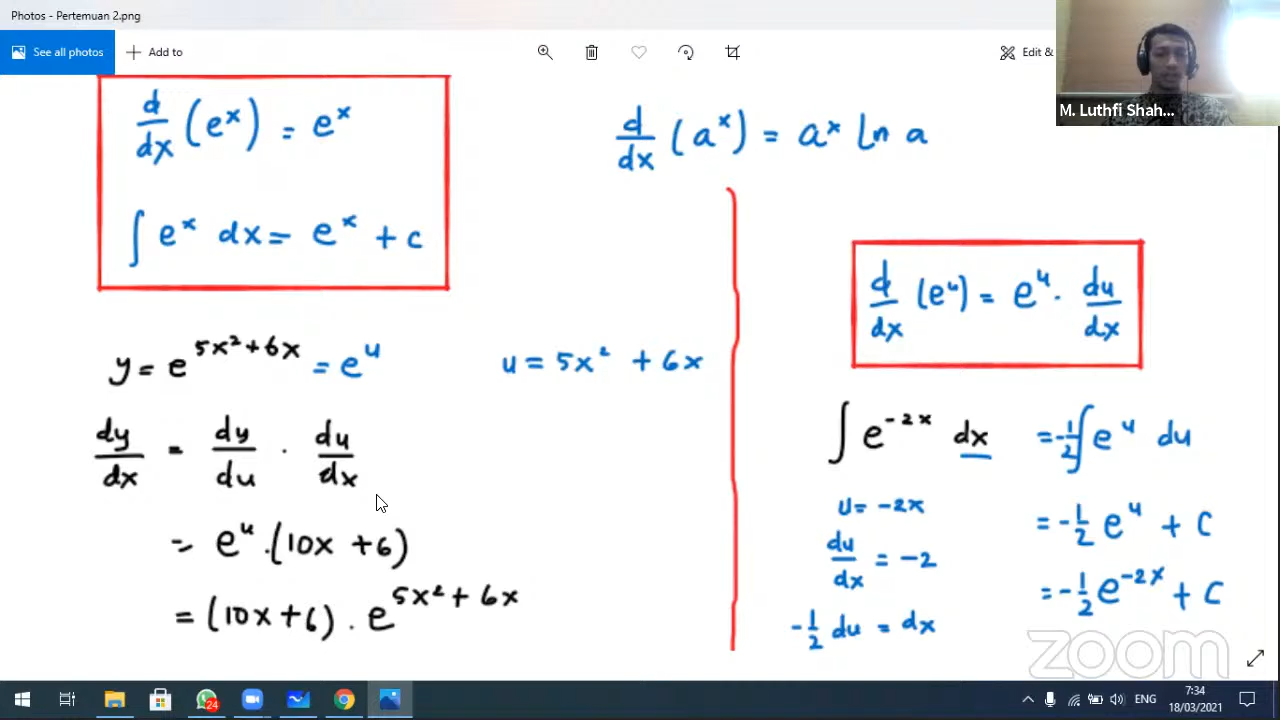 Photos - Pertemuan 2.png
See all photos
Add to
Edit &
M. Luthfi Shah...
d/dx (e^x) = e^x
∫ e^x dx = e^x + c
d/dx (a^x) = a^x ln a
y = e^(5x²+6x) = e^u
u = 5x² + 6x
dy/dx = dy/du · du/dx
= e^u · (10x + 6)
= (10x+6) · e^(5x²+6x)
d/dx (e^u) = e^u · du/dx
∫ e^(-2x) dx = -1/2 ∫ e^u du
u = -2x
du/dx = -2
-1/2 du = dx
= -1/2 e^u + C
= -1/2 e^(-2x) + C
zoom
24
ENG
7:34
18/03/2021